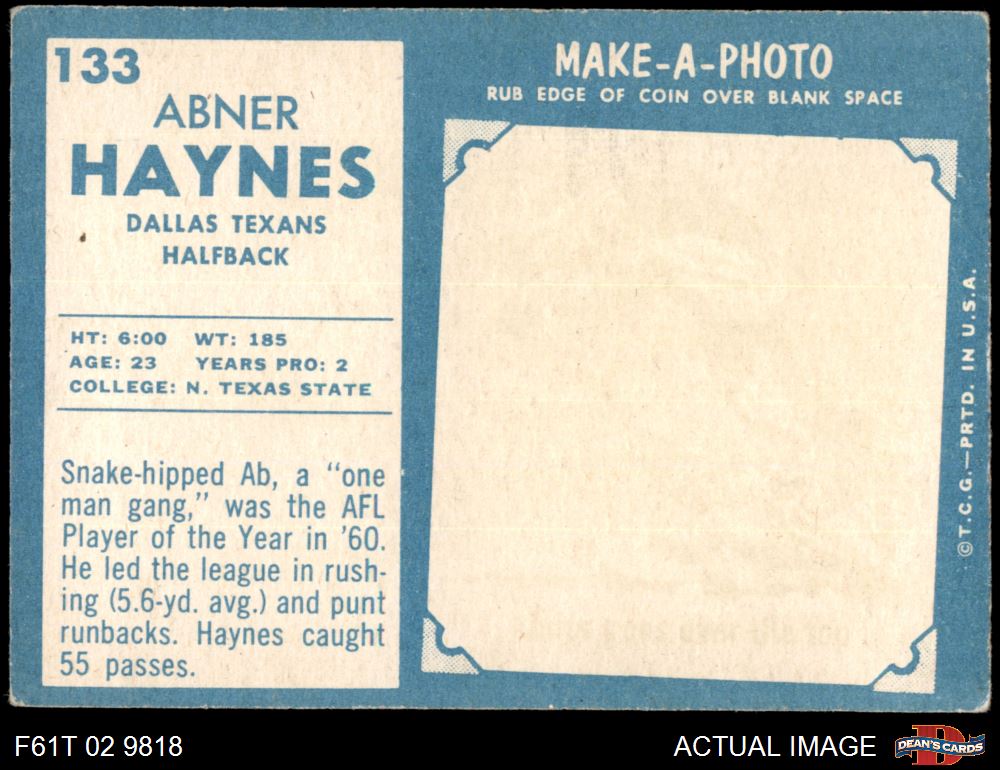 133
ABNER
HAYNES
DALLAS TEXANS
HALFBACK
HT: 6:00 WT: 185
AGE: 23 YEARS PRO: 2
COLLEGE: N. TEXAS STATE
Snake-hipped Ab, a "one
man gang," was the AFL
Player of the Year in '60.
He led the league in rush-
ing (5.6-yd. avg.) and punt
runbacks. Haynes caught
55 passes.
MAKE-A-PHOTO
RUB EDGE OF COIN OVER BLANK SPACE
©T.C.G.—PRTD. IN U.S.A.
F61T 02 9818
ACTUAL IMAGE
D
DEAN'S CARDS